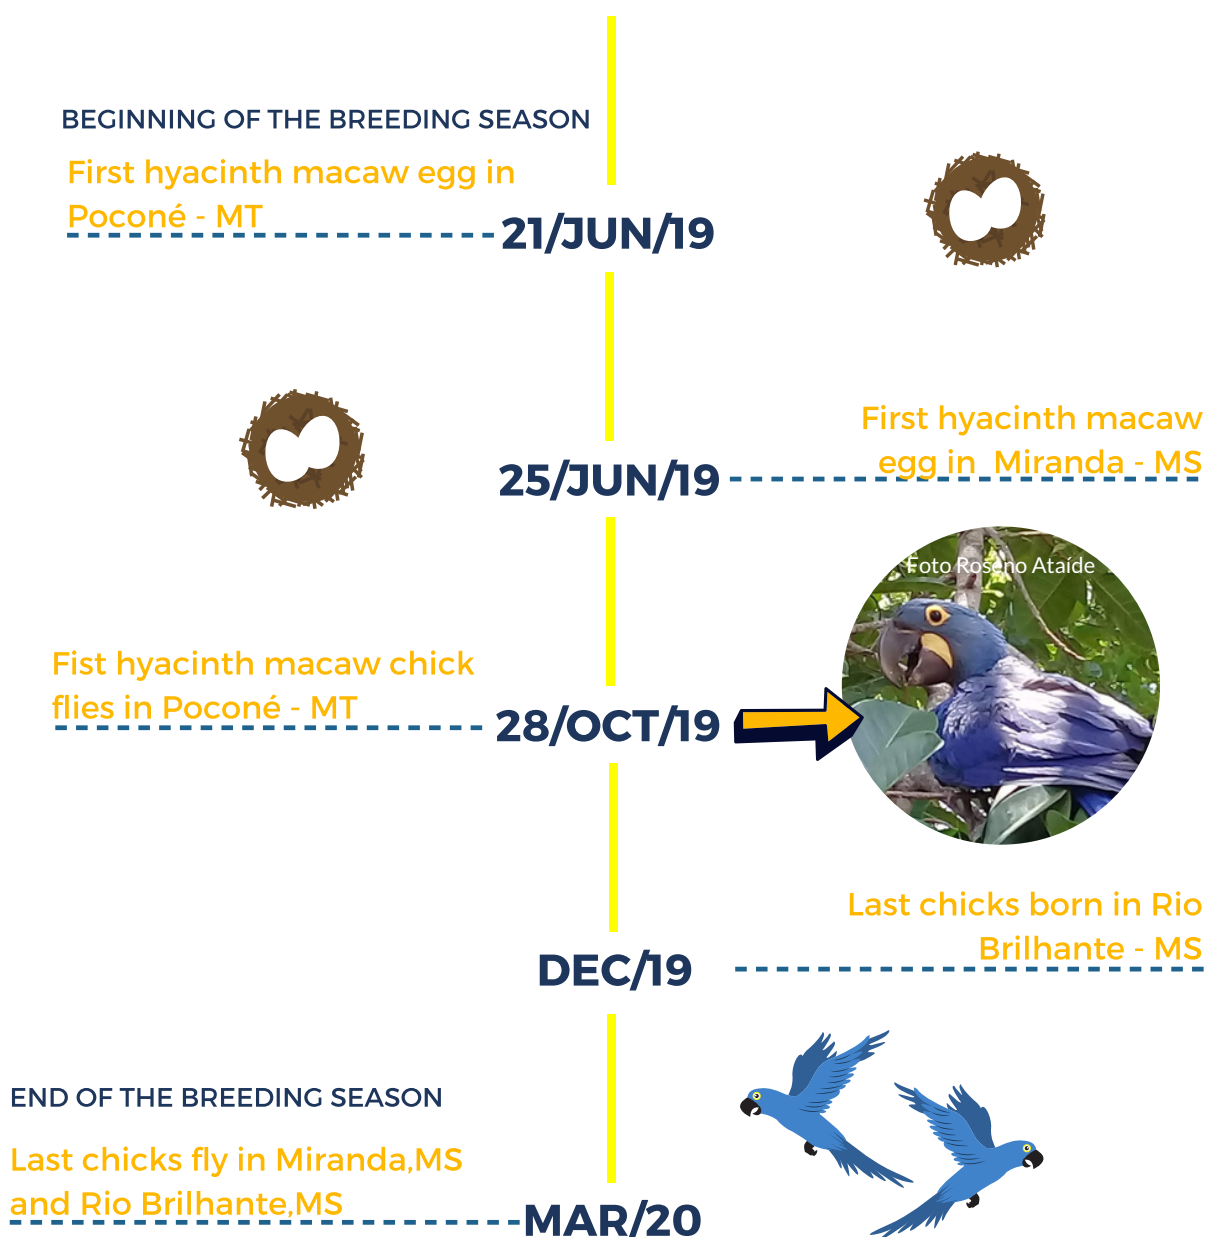 BEGINNING OF THE BREEDING SEASON
First hyacinth macaw egg in
Poconé - MT
21/JUN/19
First hyacinth macaw
egg in Miranda - MS
25/JUN/19
Foto Roseno Ataíde
Fist hyacinth macaw chick
flies in Poconé - MT
28/OCT/19
Last chicks born in Rio
Brilhante - MS
DEC/19
END OF THE BREEDING SEASON
Last chicks fly in Miranda,MS
and Rio Brilhante,MS
MAR/20